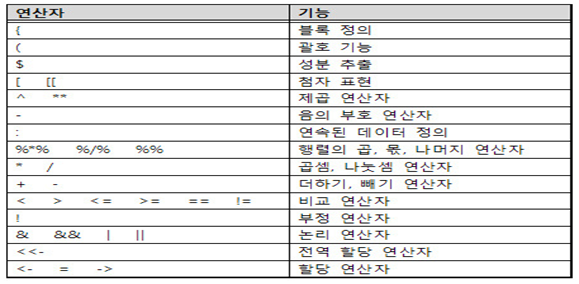 연산자 기능
{ 블록 정의
( 괄호 기능
$ 성분 추출
[ [[ 첨자 표현
^ ** 제곱 연산자
- 음의 부호 연산자
: 연속된 데이터 정의
%*% %/% %% 행렬의 곱, 몫, 나머지 연산자
* / 곱셈, 나눗셈 연산자
+ - 더하기, 빼기 연산자
< > <= >= == != 비교 연산자
! 부정 연산자
& && | || 논리 연산자
<<- 전역 할당 연산자
<- = -> 할당 연산자